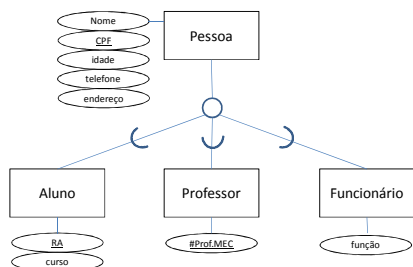 Nome
Pessoa
CPF
idade
telefone
endereço
Aluno
Professor
Funcionário
RA
#Prof.MEC
função
curso